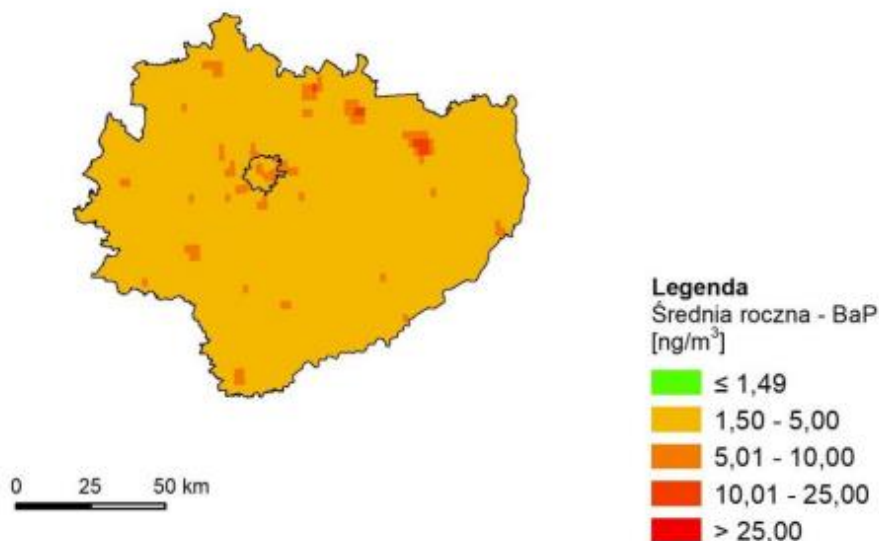 Legenda
Średnia roczna - BaP
[ng/m³]
≤ 1,49
1,50 - 5,00
5,01 - 10,00
10,01 - 25,00
> 25,00
0 25 50 km